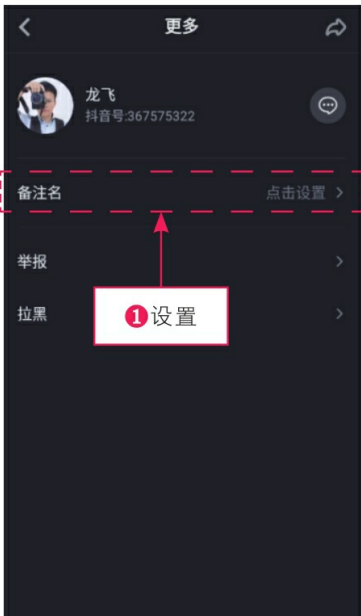 更多
龙飞
抖音号:367575322
备注名 点击设置
举报
❶设置
拉黑